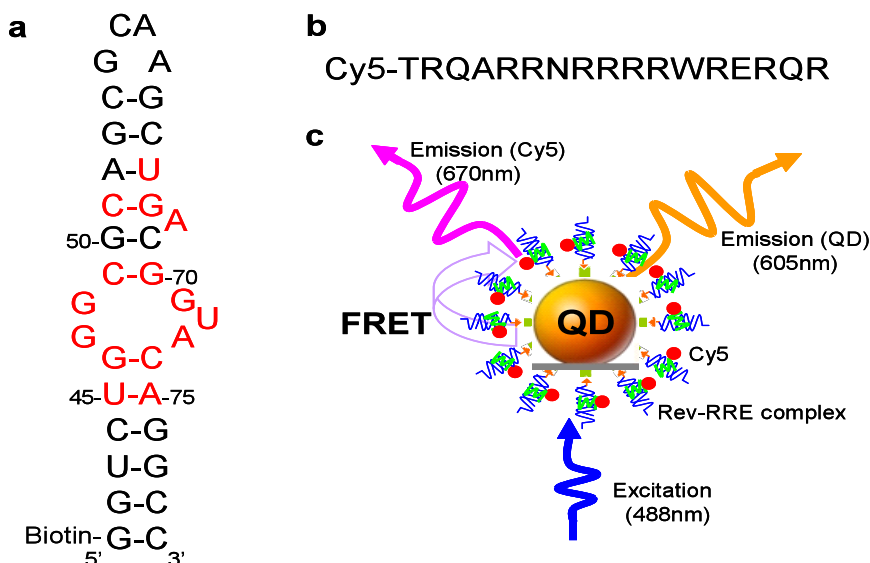 a
CA
G A
C-G
G-C
A-U
C-G
A
50-G-C
C-G-70
G
G
U
G
A
G-C
45-U-A-75
C G
U-G
G-C
Biotin-G-C
5' 3'
b
Cy5-TRQARRNRRRRWRERQR
c
Emission (Cy5)
(670nm)
Emission (QD)
(605nm)
FRET
QD
Cy5
Rev-RRE complex
Excitation
(488nm)